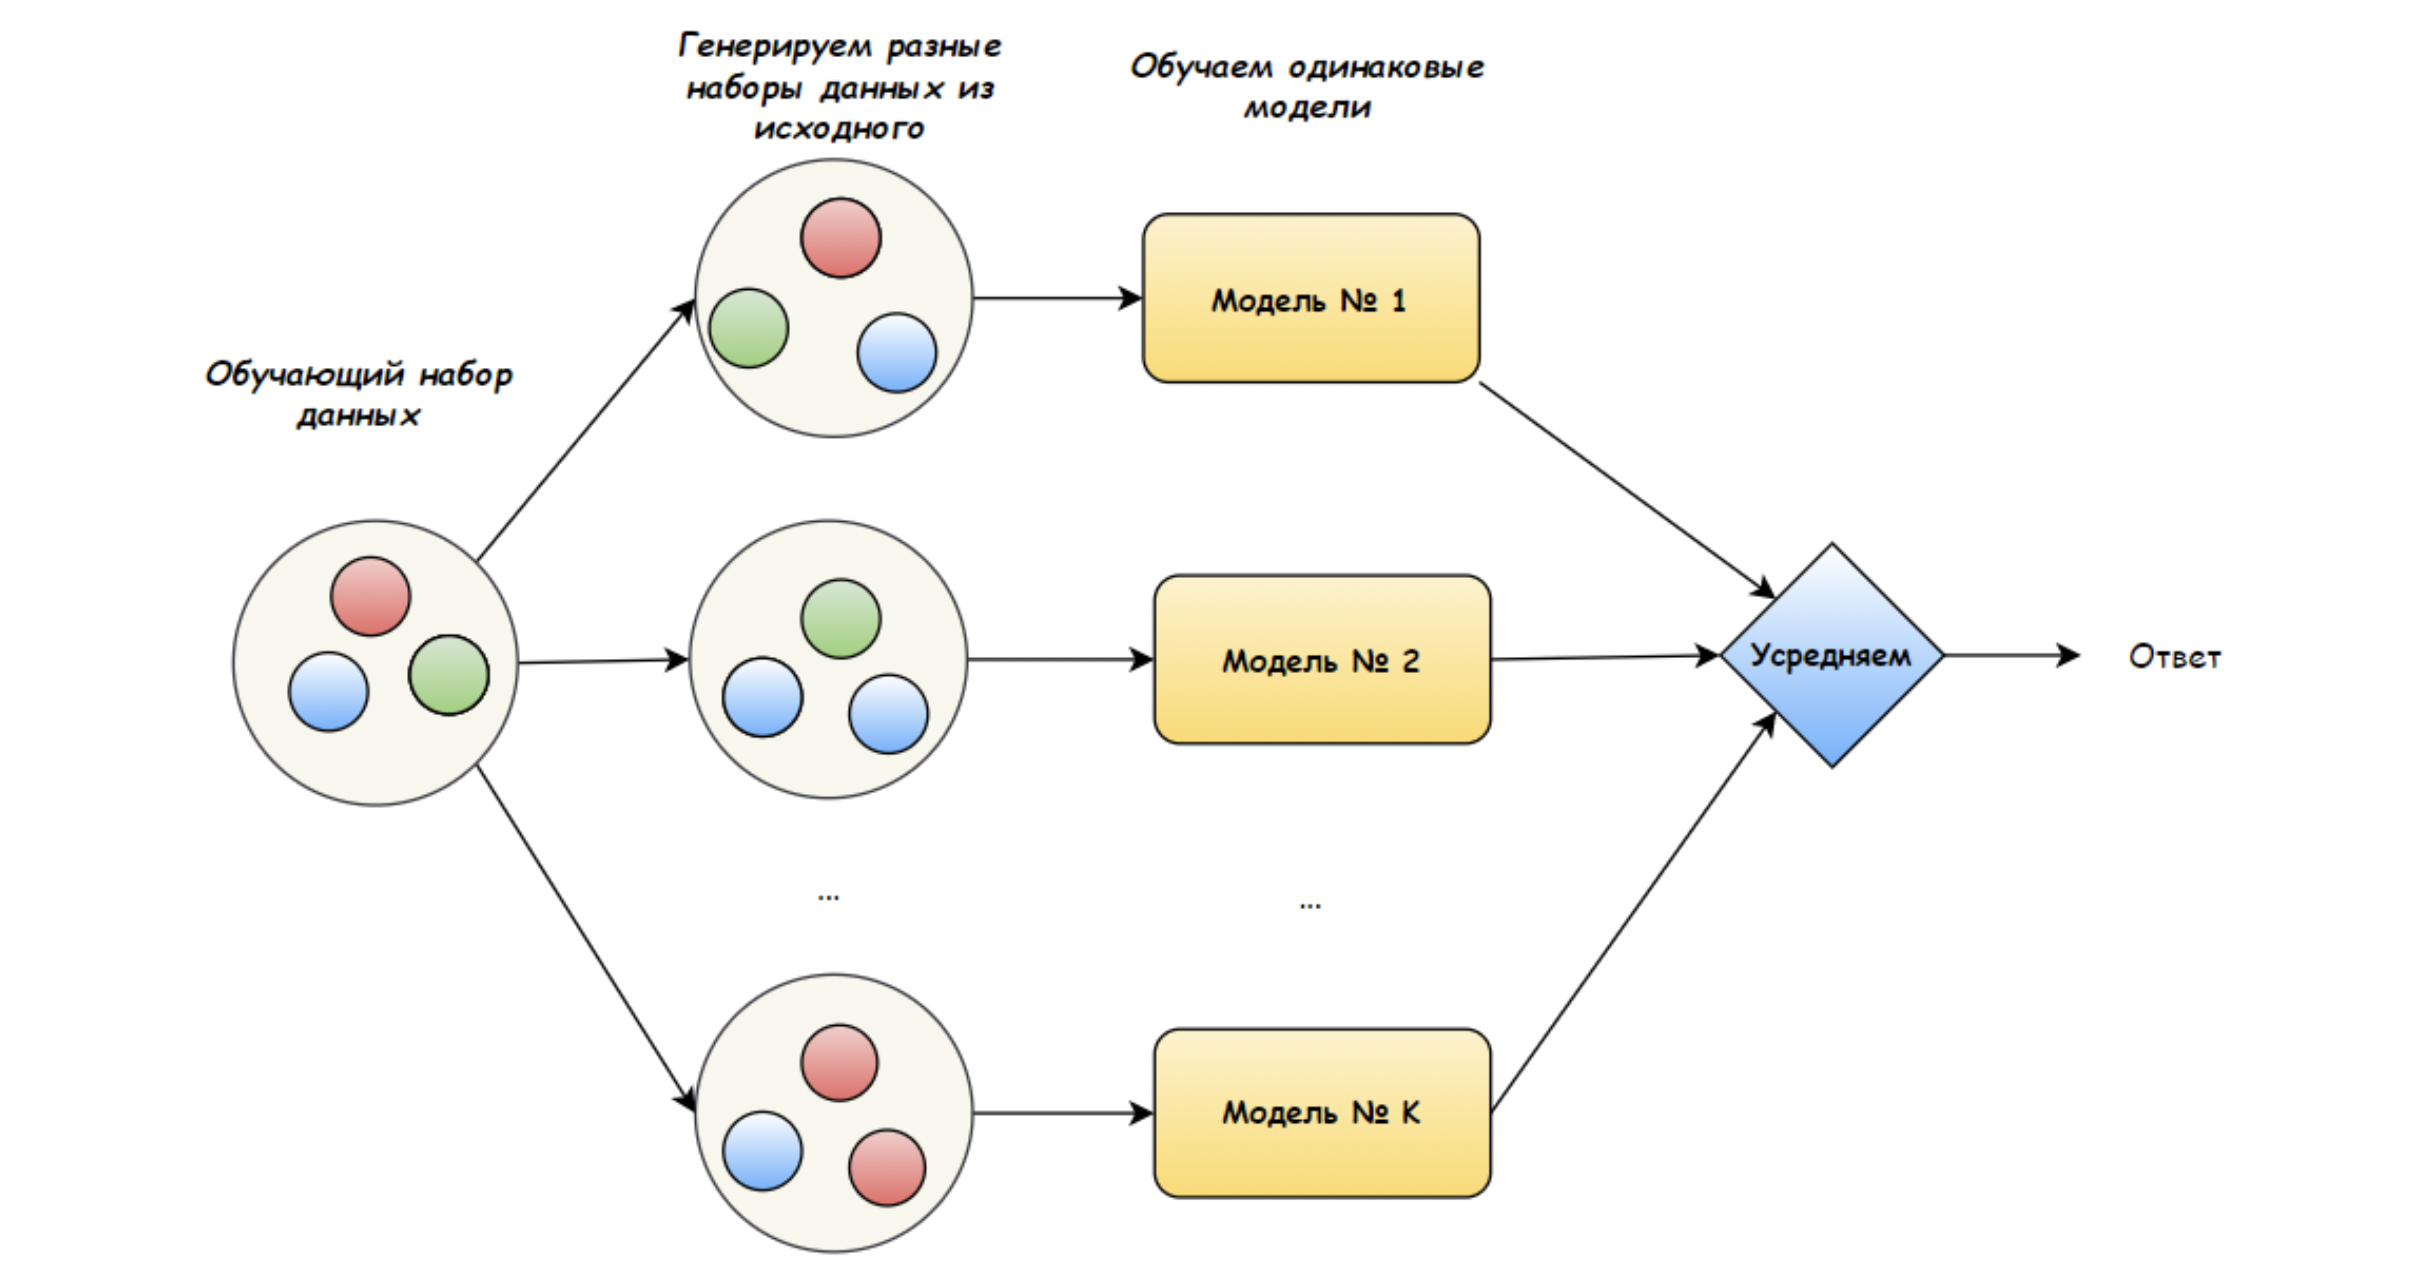 Генерируем разные
наборы данных из
исходного
Обучаем одинаковые
модели
Обучающий набор
данных
Модель № 1
Модель № 2
Усредняем
Ответ
...
...
Модель № K